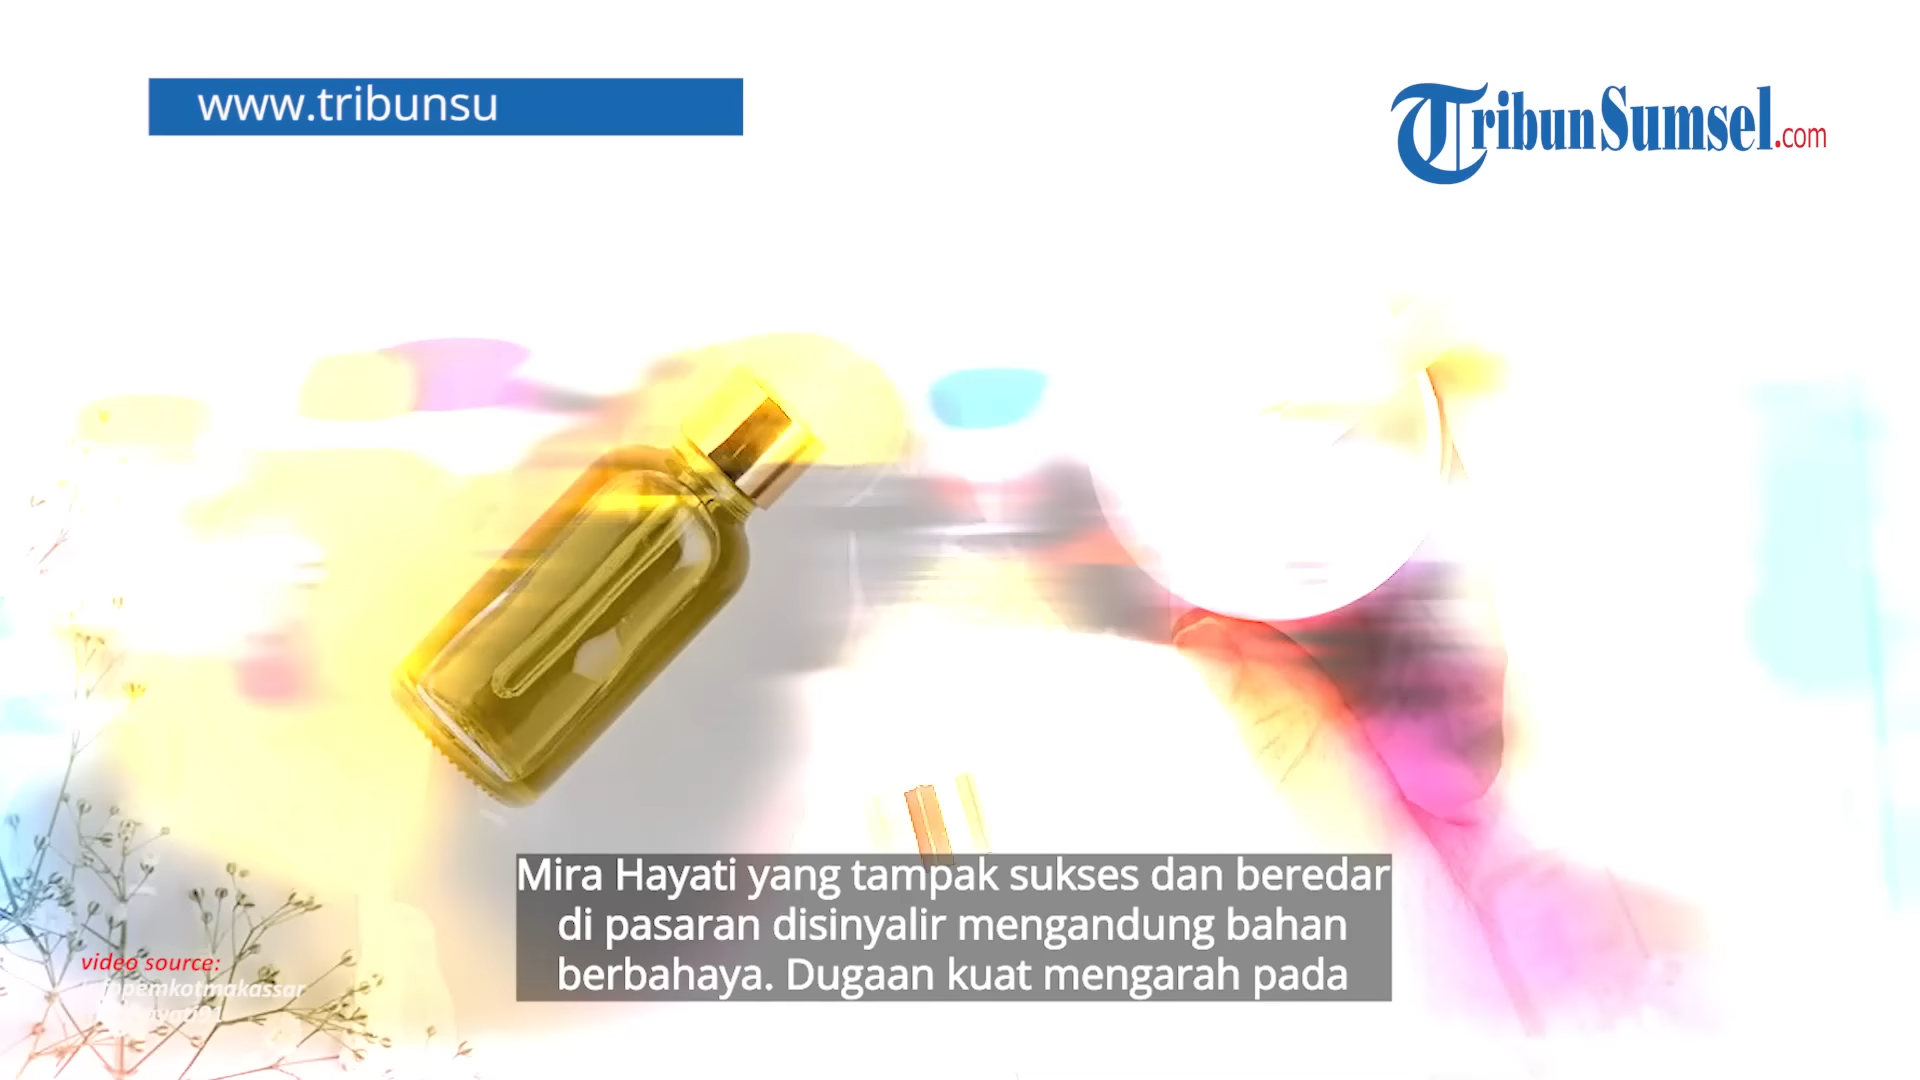 www.tribunsu
TribunSumsel.com
Mira Hayati yang tampak sukses dan beredar
di pasaran disinyalir mengandung bahan
berbahaya. Dugaan kuat mengarah pada
video source: